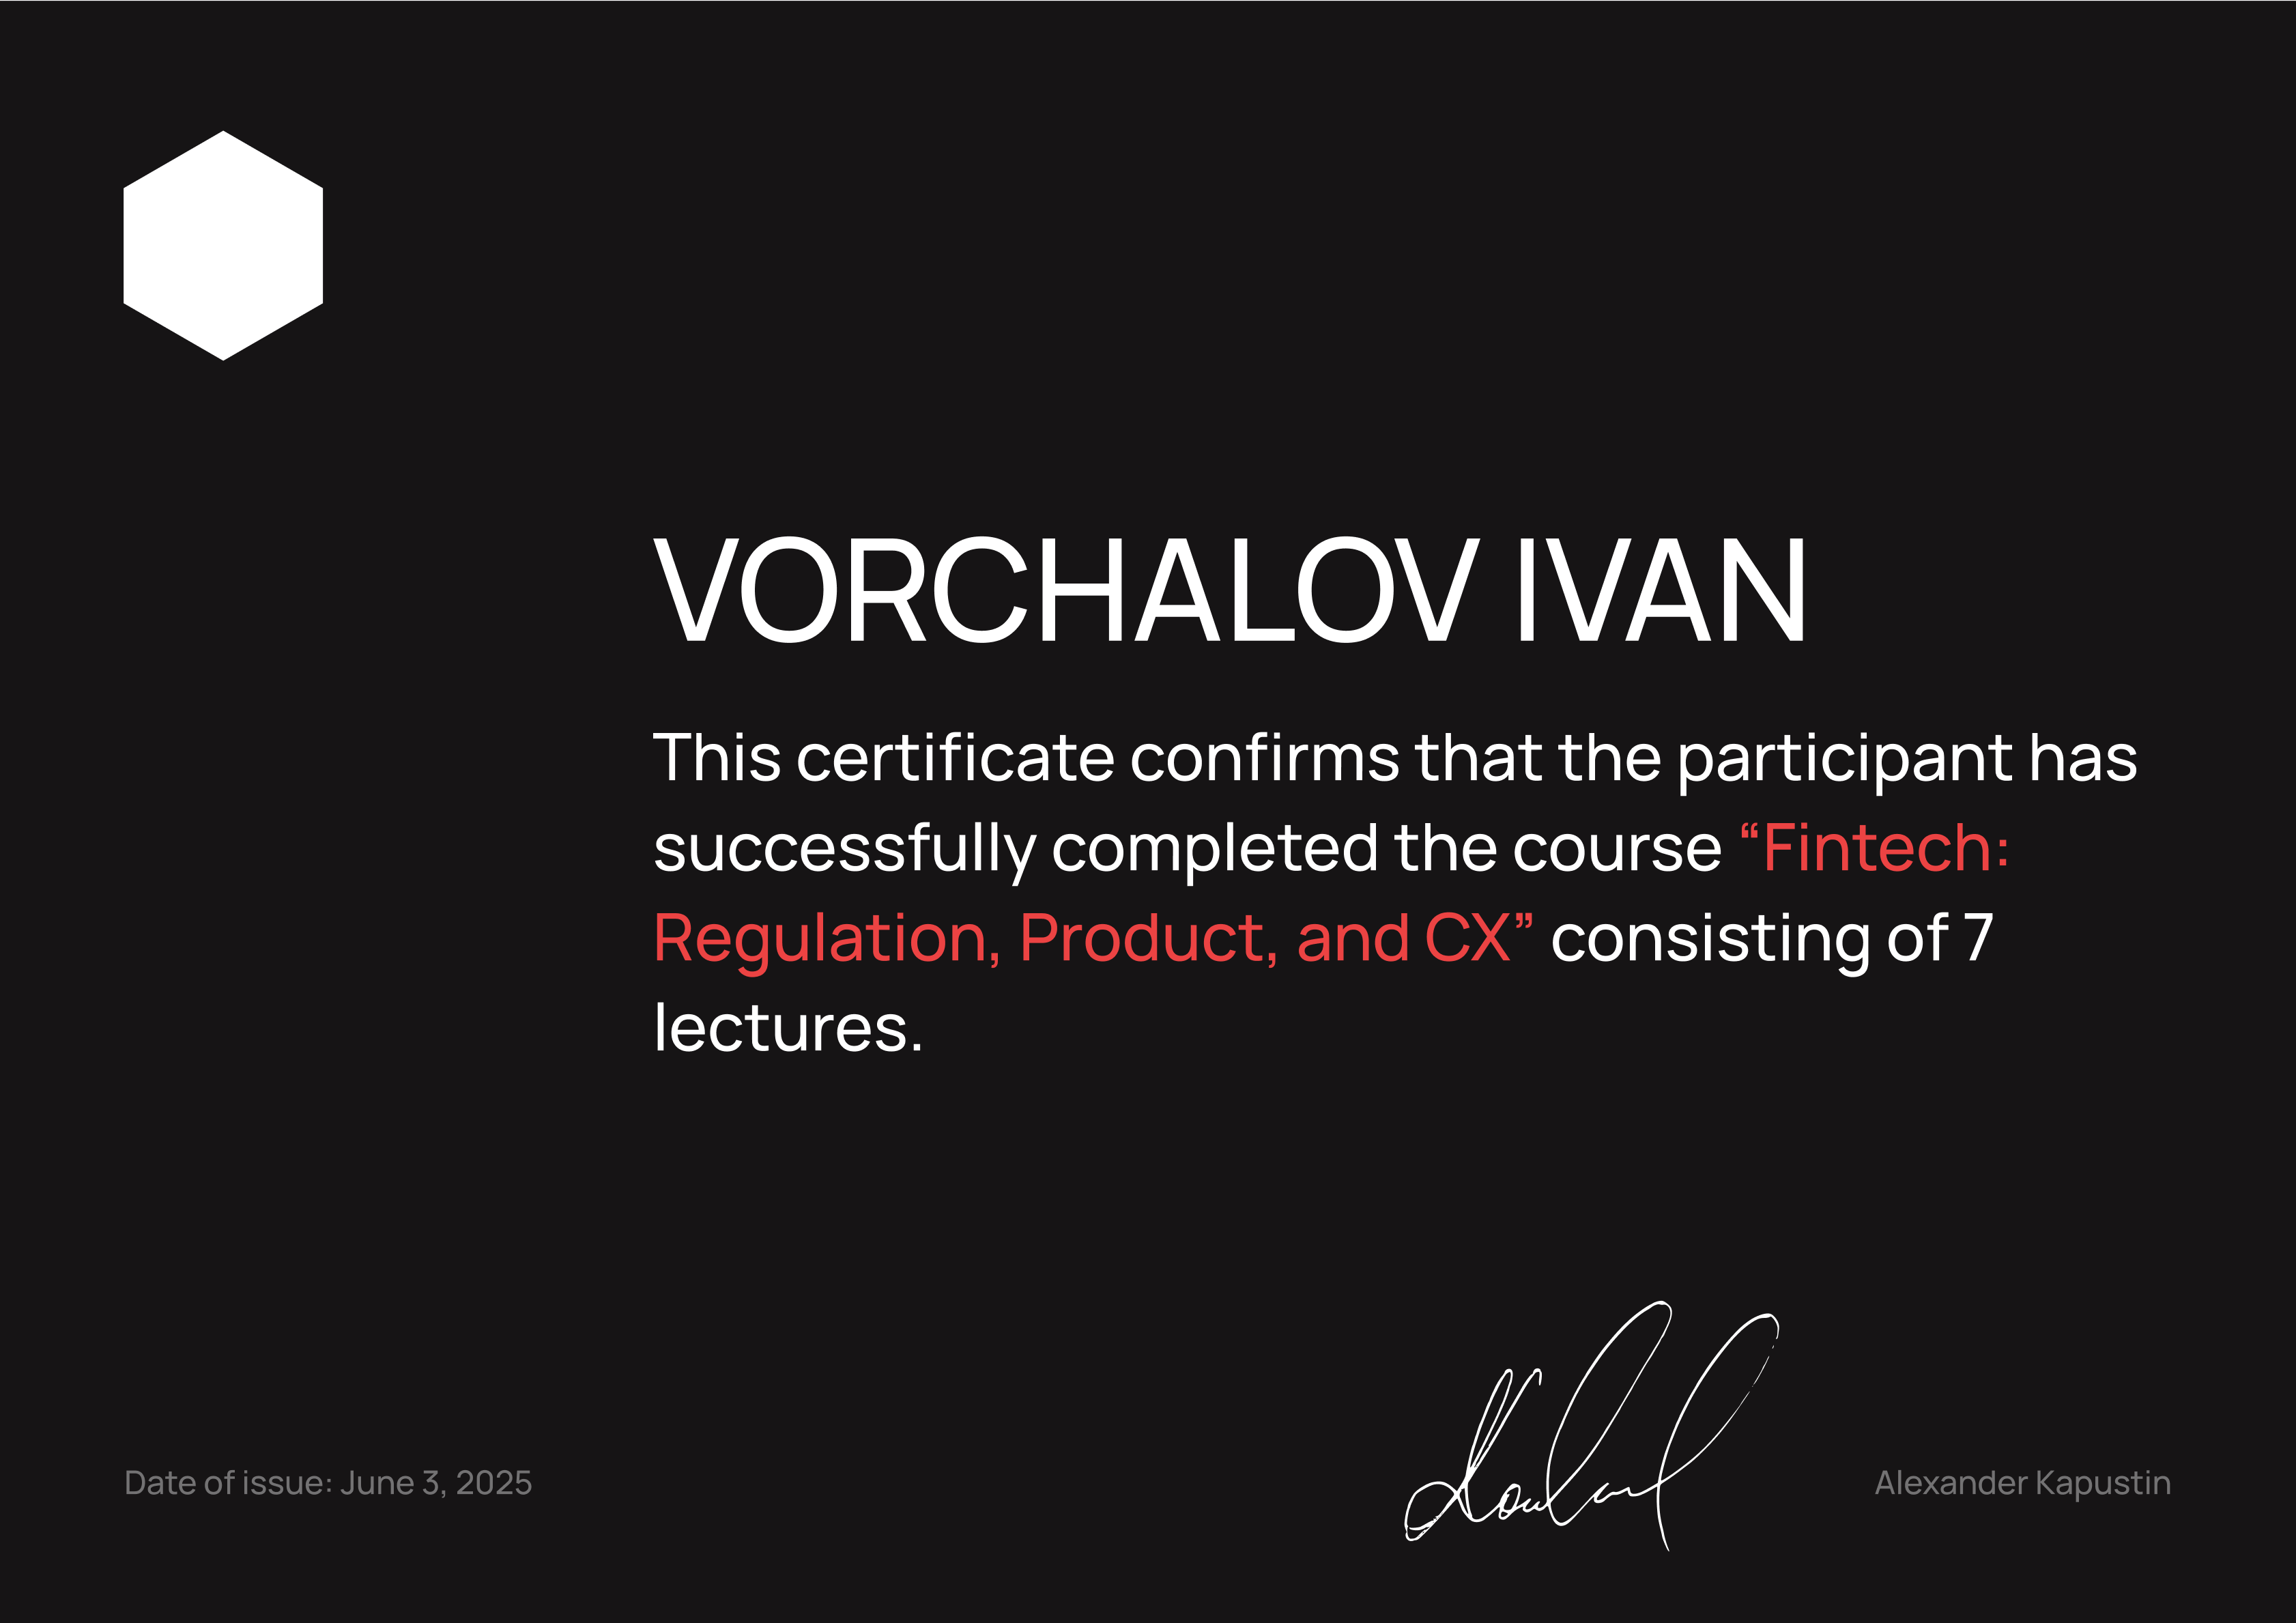 VORCHALOV IVAN
This certificate confirms that the participant has
successfully completed the course “Fintech:
Regulation, Product, and CX” consisting of 7
lectures.
Date of issue: June 3, 2025
Alexander Kapustin